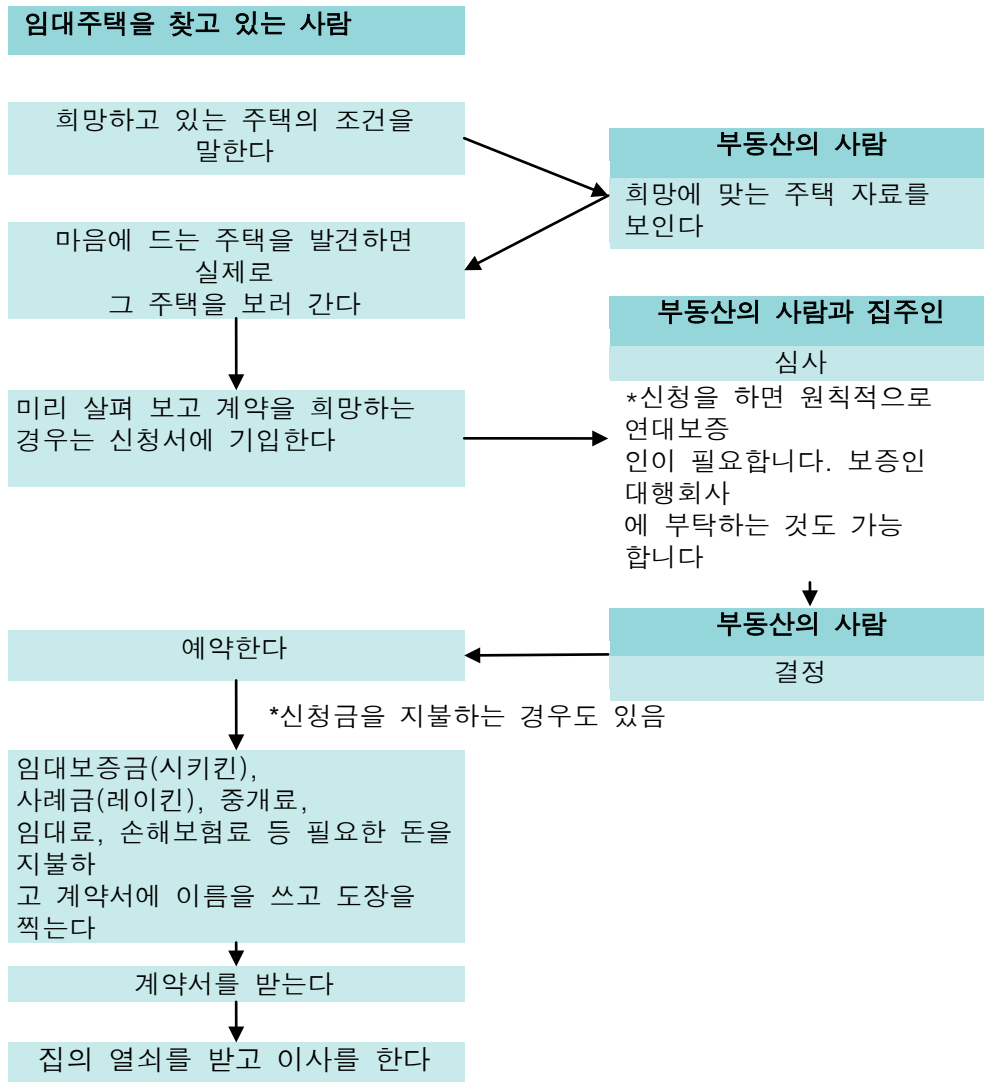 임대주택을 찾고 있는 사람
희망하고 있는 주택의 조건을
말한다
부동산의 사람
희망에 맞는 주택 자료를
보인다
마음에 드는 주택을 발견하면
실제로
그 주택을 보러 간다
부동산의 사람과 집주인
심사
*신청을 하면 원칙적으로
연대보증
인이 필요합니다. 보증인
대행회사
에 부탁하는 것도 가능
합니다
미리 살펴 보고 계약을 희망하는
경우는 신청서에 기입한다
부동산의 사람
결정
예약한다
*신청금을 지불하는 경우도 있음
임대보증금(시키킨),
사례금(레이킨), 중개료,
임대료, 손해보험료 등 필요한 돈을
지불하
고 계약서에 이름을 쓰고 도장을
찍는다
계약서를 받는다
집의 열쇠를 받고 이사를 한다